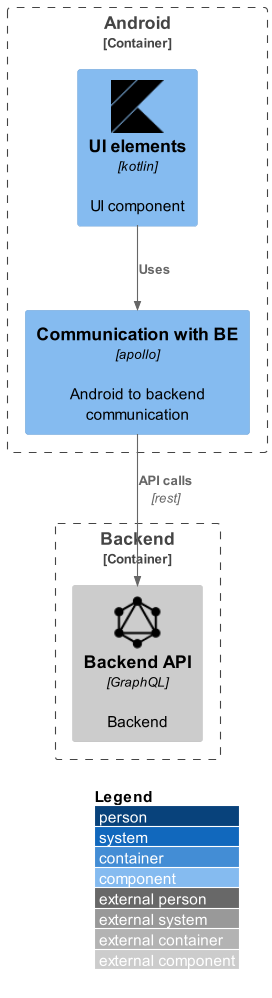 Android
[Container]
UI elements
[kotlin]
UI component
Uses
Communication with BE
[apollo]
Android to backend
communication
API calls
[rest]
Backend
[Container]
Backend API
[GraphQL]
Backend
Legend
person
system
container
component
external person
external system
external container
external component